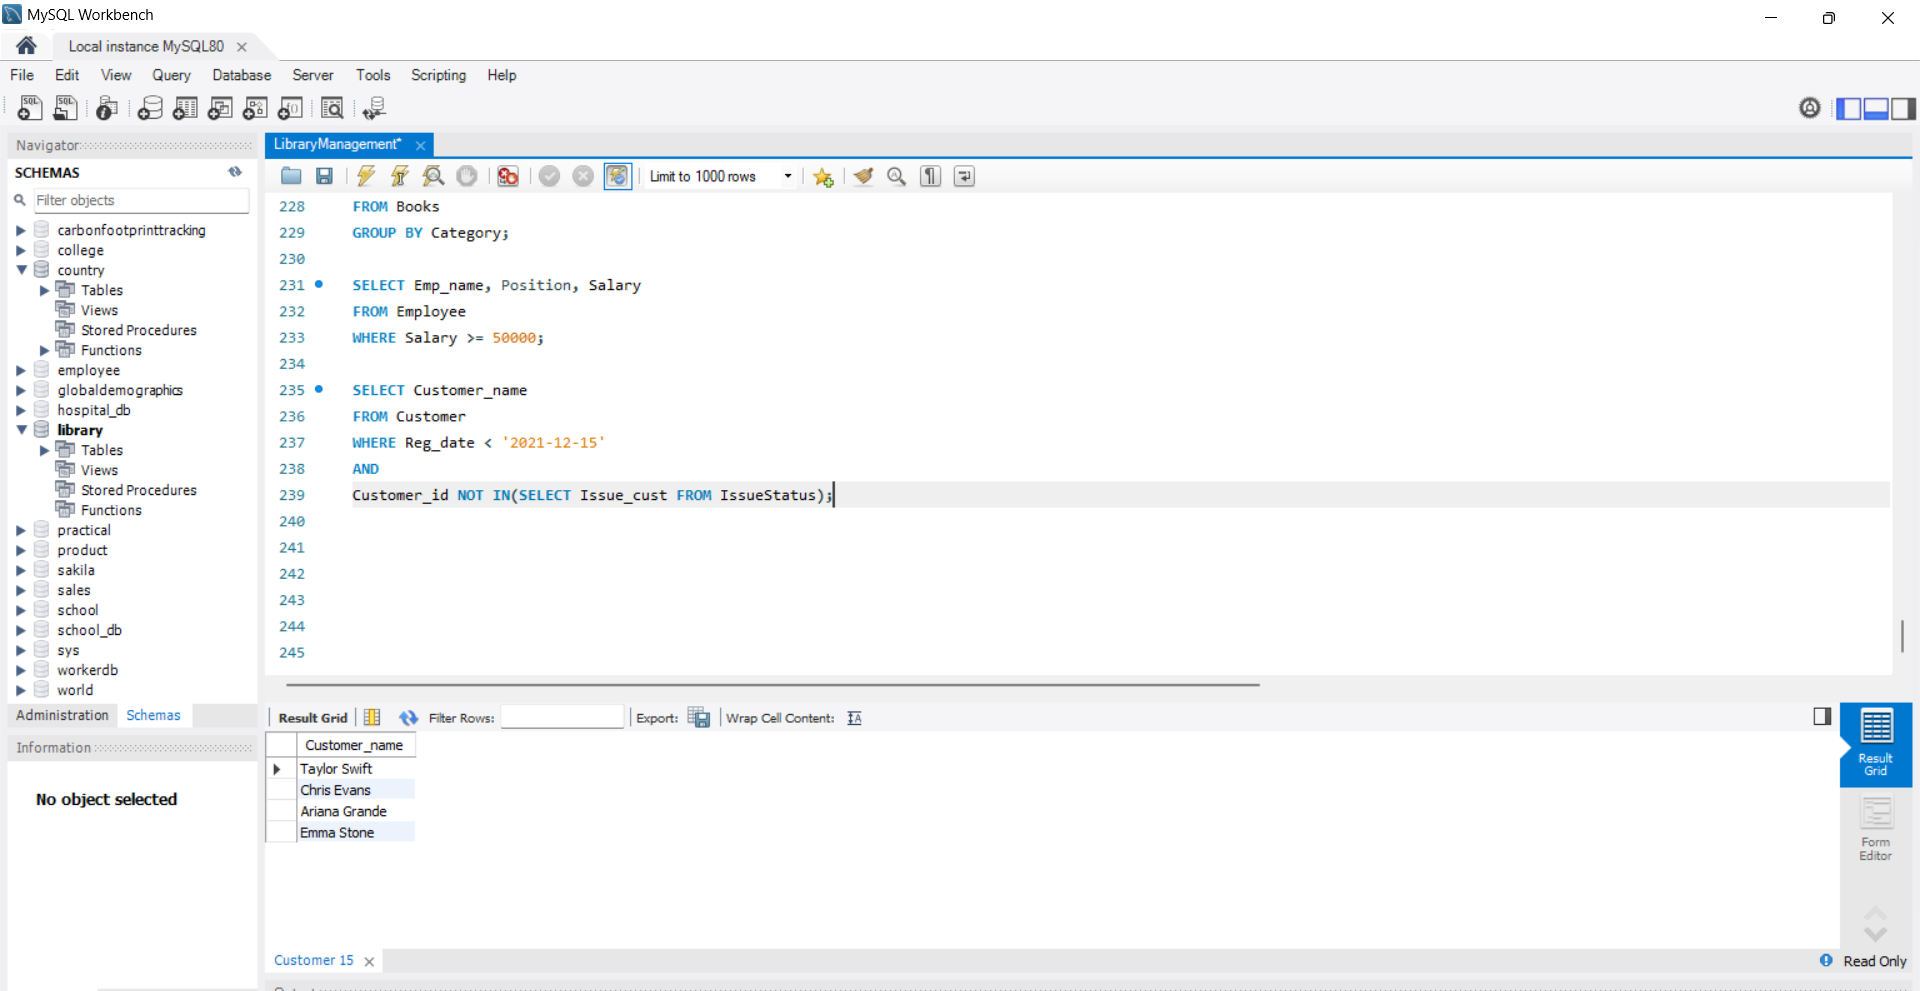 MySQL Workbench
Local instance MySQL80
File Edit View Query Database Server Tools Scripting Help
Navigator
SCHEMAS
Filter objects
carbonfootprinttracking
college
country
Tables
Views
Stored Procedures
Functions
employee
globaldemographics
hospital_db
library
Tables
Views
Stored Procedures
Functions
practical
product
sakila
sales
school
school_db
sys
workerdb
world
Administration Schemas
Information
No object selected
LibraryManagement*
Limit to 1000 rows
228 FROM Books
229 GROUP BY Category;
230
231 SELECT Emp_name, Position, Salary
232 FROM Employee
233 WHERE Salary >= 50000;
234
235 SELECT Customer_name
236 FROM Customer
237 WHERE Reg_date < '2021-12-15'
238 AND
239 Customer_id NOT IN(SELECT Issue_cust FROM IssueStatus);
240
241
242
243
244
245
Result Grid Filter Rows: Export: Wrap Cell Content:
Customer_name
Taylor Swift
Chris Evans
Ariana Grande
Emma Stone
Result
Grid
Form
Editor
Customer 15
Read Only